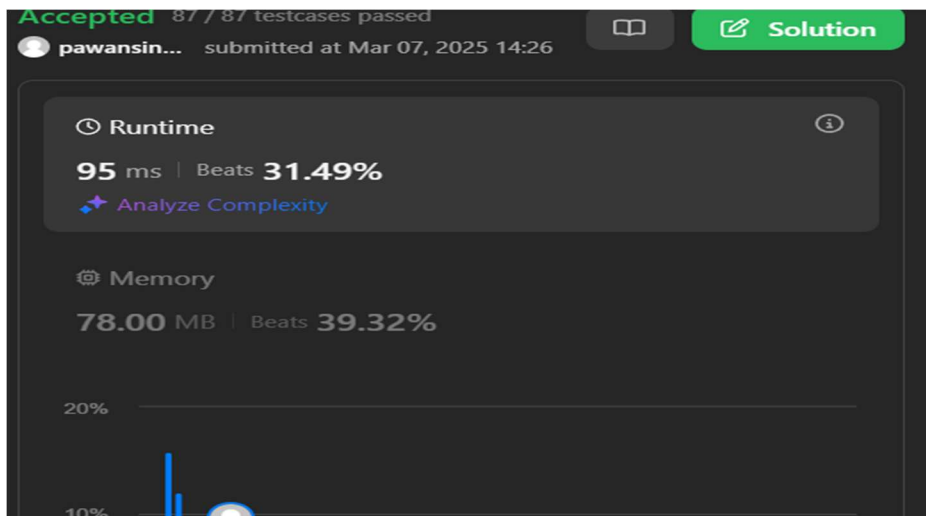 Accepted 87 / 87 testcases passed
pawansin... submitted at Mar 07, 2025 14:26
Solution
Runtime
95 ms | Beats 31.49%
Analyze Complexity
Memory
78.00 MB | Beats 39.32%
20%
10%